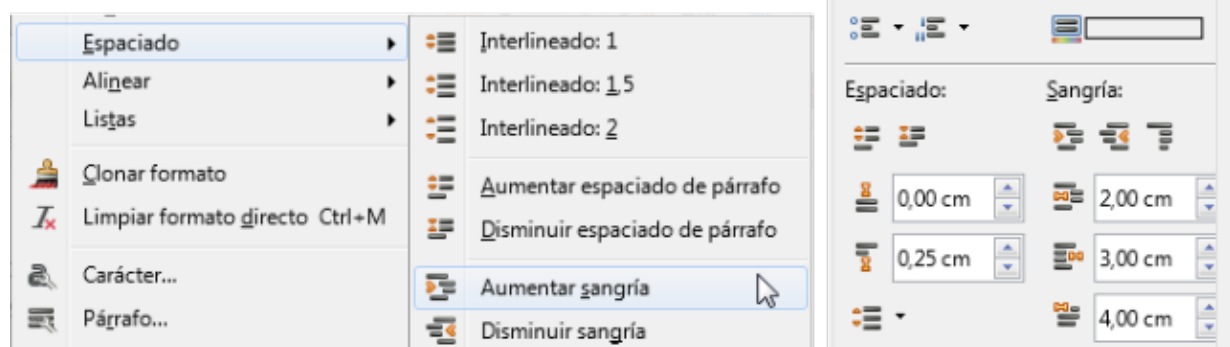 Espaciado
Alinear
Listas
Clonar formato
Limpiar formato directo Ctrl+M
Carácter...
Párrafo...
Interlineado: 1
Interlineado: 1,5
Interlineado: 2
Aumentar espaciado de párrafo
Disminuir espaciado de párrafo
Aumentar sangría
Disminuir sangría
Espaciado: Sangría:
0,00 cm 2,00 cm
0,25 cm 3,00 cm
4,00 cm